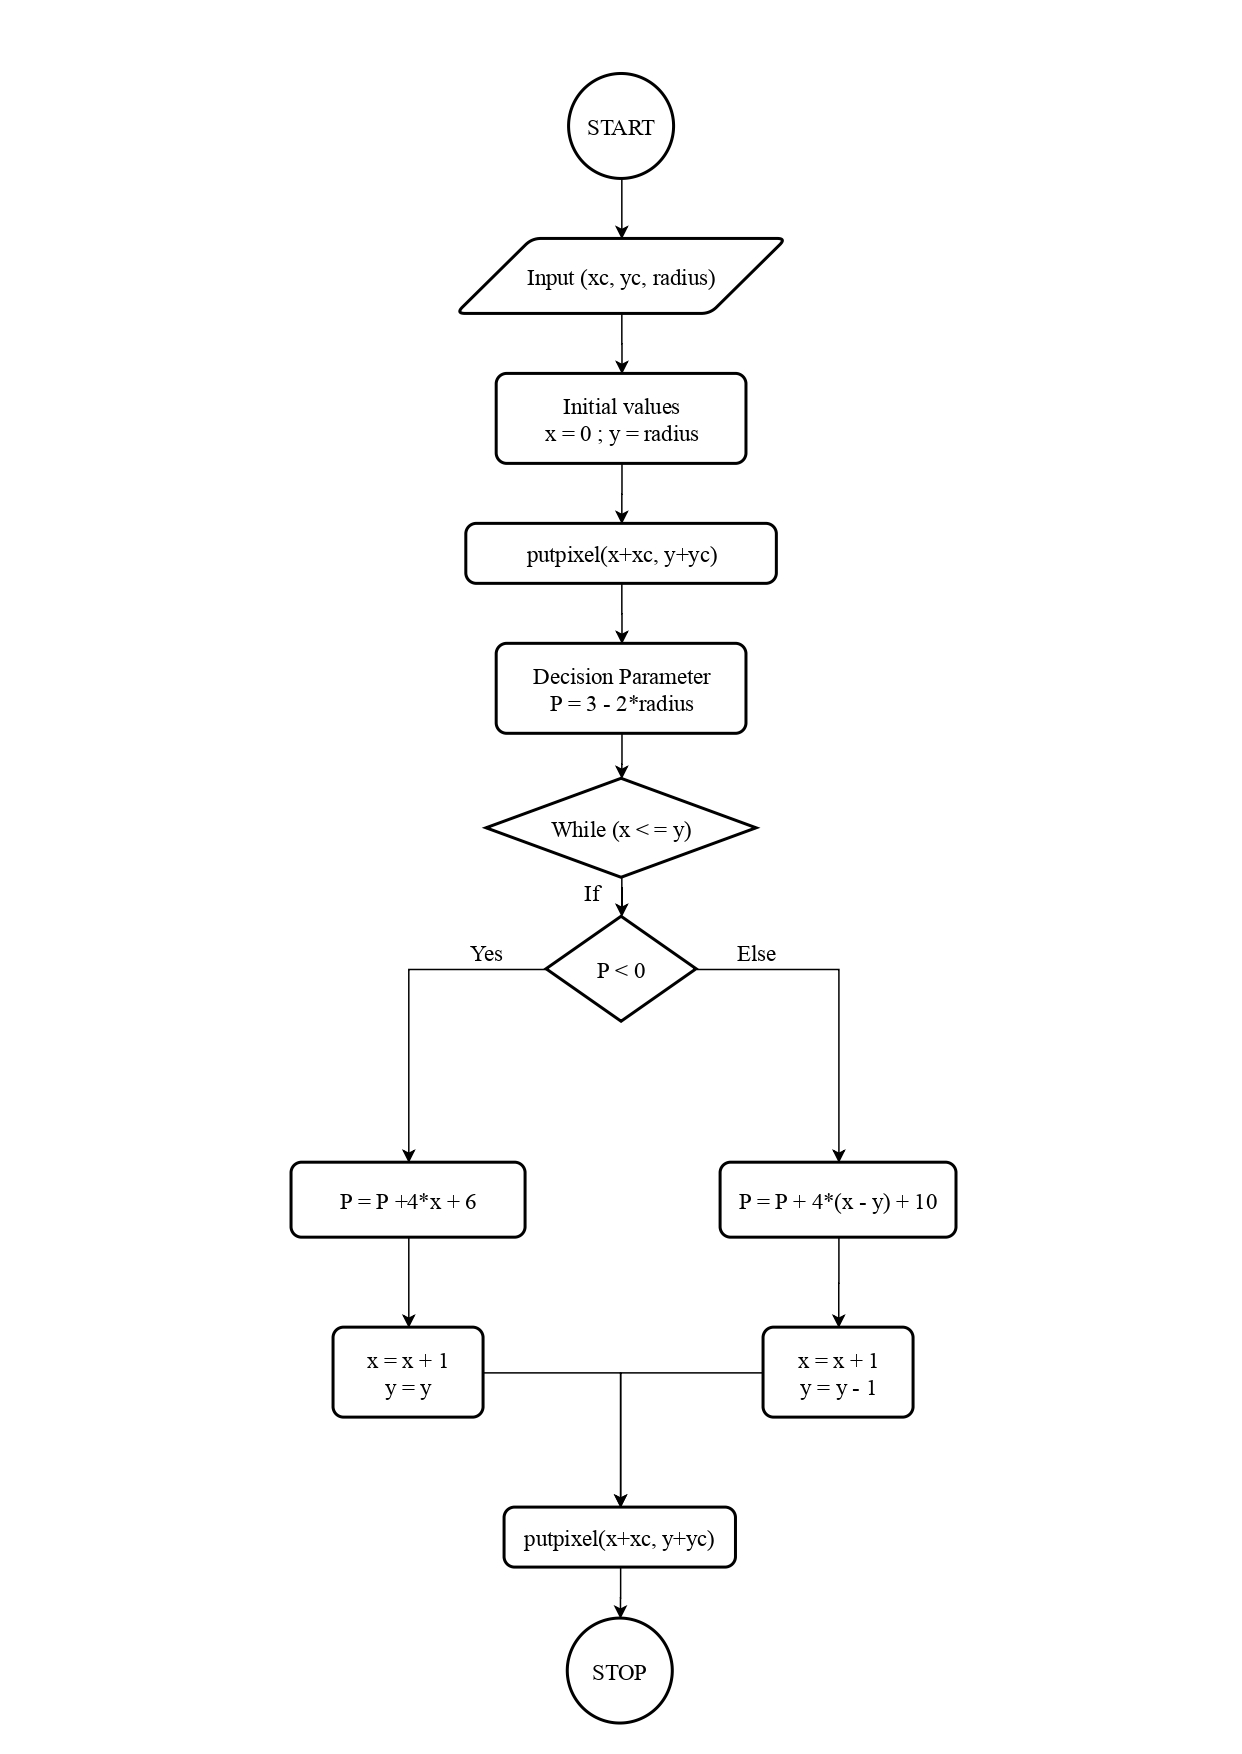 START
Input (xc, yc, radius)
Initial values
x = 0 ; y = radius
putpixel(x+xc, y+yc)
Decision Parameter
P = 3 - 2*radius
While (x < = y)
If
Yes
P < 0
Else
P = P +4*x + 6
P = P + 4*(x - y) + 10
x = x + 1
y = y
x = x + 1
y = y - 1
putpixel(x+xc, y+yc)
STOP